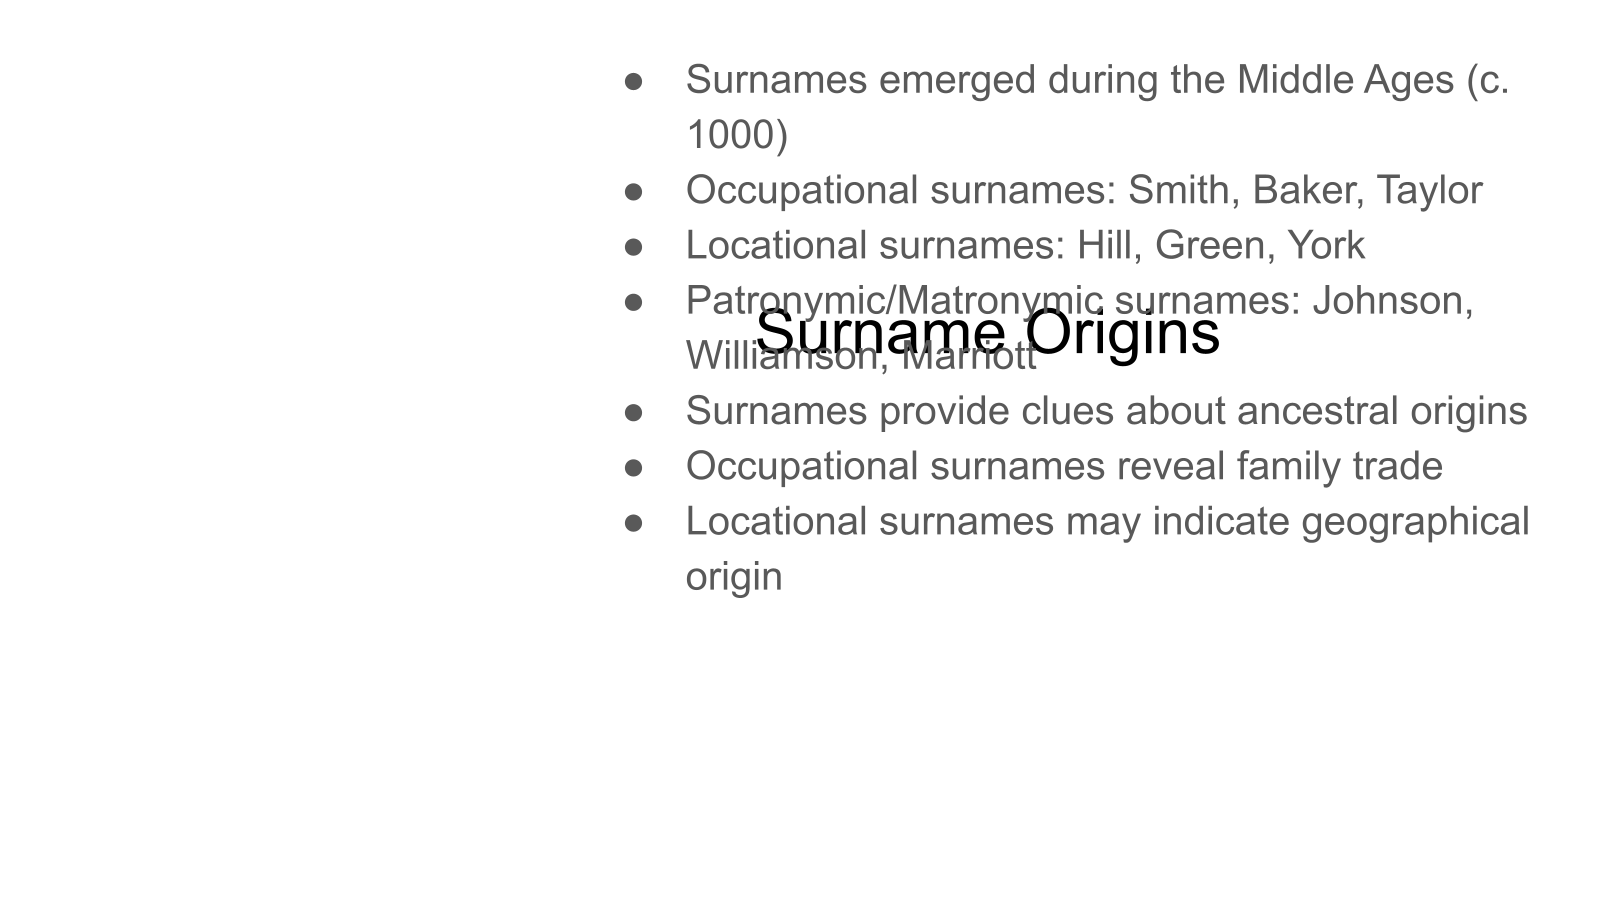 ● Surnames emerged during the Middle Ages (c.
1000)
● Occupational surnames: Smith, Baker, Taylor
● Locational surnames: Hill, Green, York
● Patronymic/Matronymic surnames: Johnson,
Surname Origins
Williamson, Marriott
● Surnames provide clues about ancestral origins
● Occupational surnames reveal family trade
● Locational surnames may indicate geographical
origin